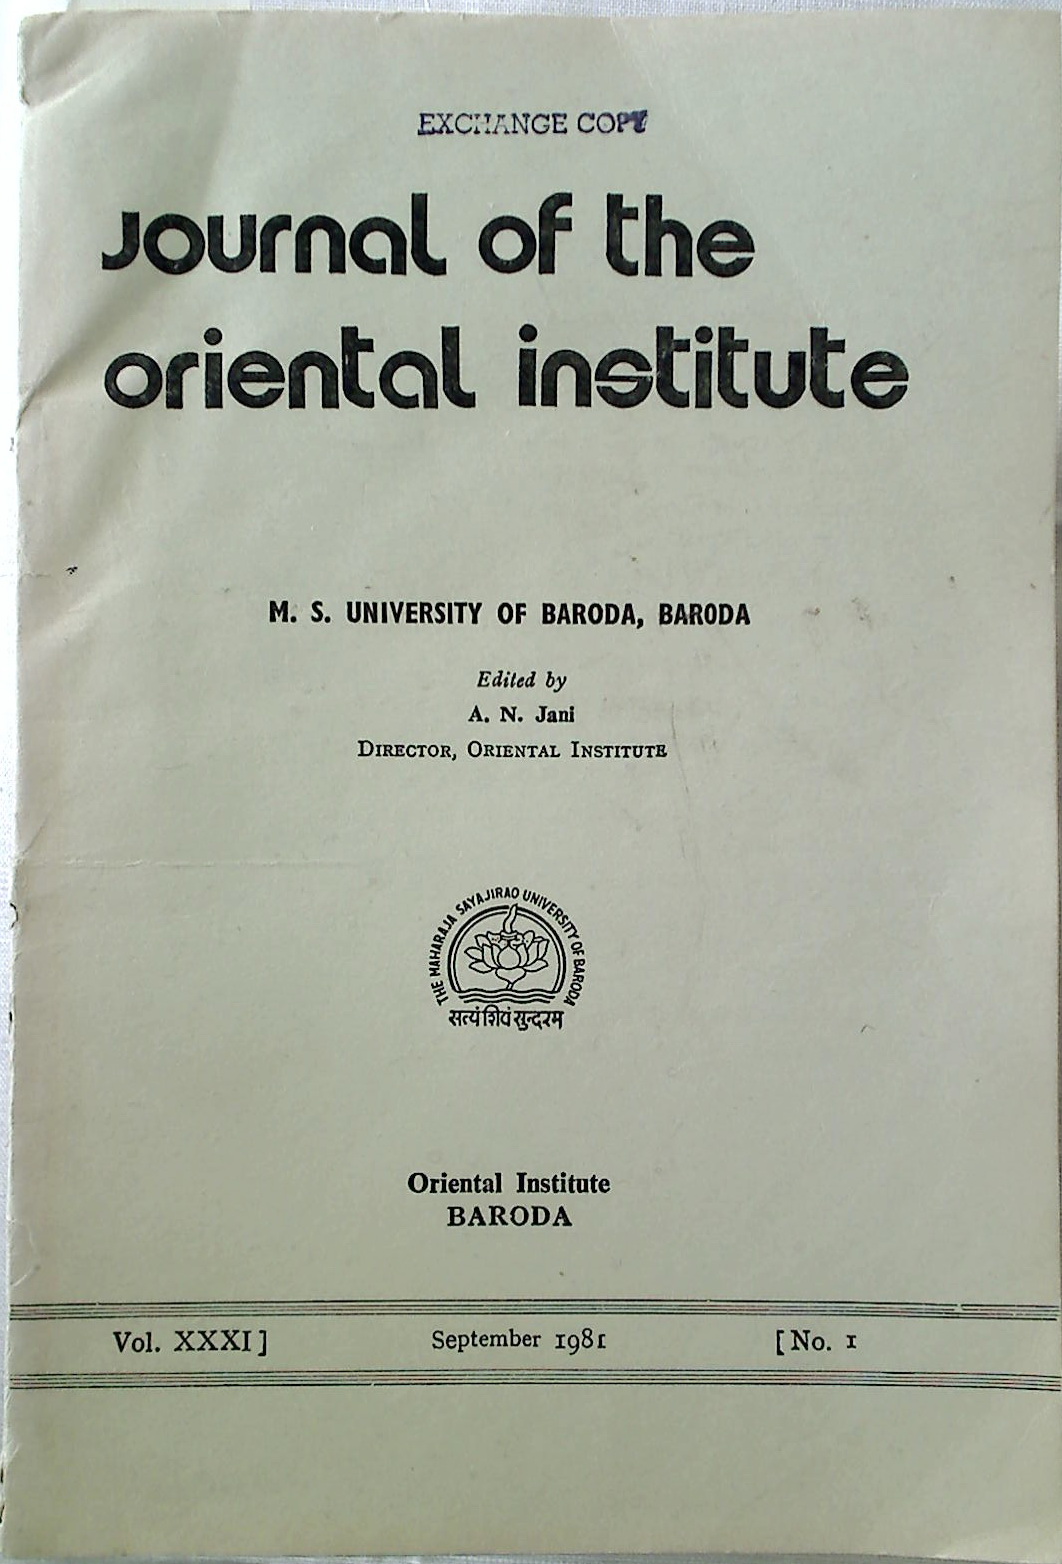 EXCHANGE COPY
Journal of the
oriental institute
M. S. UNIVERSITY OF BARODA, BARODA
Edited by
A. N. Jani
DIRECTOR, ORIENTAL INSTITUTE
THE MAHARAJA SAYAJIRAO UNIVERSITY OF BARODA
सत्यं शिवं सुन्दरम
Oriental Institute
BARODA
Vol. XXXI ] September 1981 [ No. 1